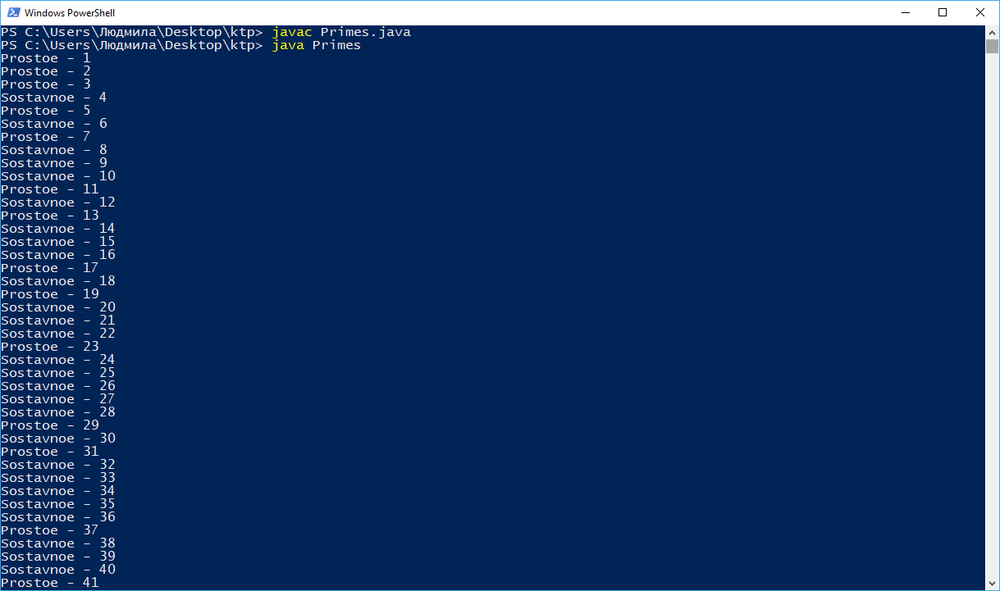 Windows PowerShell
PS C:\Users\Людмила\Desktop\ktp> javac Primes.java
PS C:\Users\Людмила\Desktop\ktp> java Primes
Prostoe - 1
Prostoe - 2
Prostoe - 3
Sostavnoe - 4
Prostoe - 5
Sostavnoe - 6
Prostoe - 7
Sostavnoe - 8
Sostavnoe - 9
Sostavnoe - 10
Prostoe - 11
Sostavnoe - 12
Prostoe - 13
Sostavnoe - 14
Sostavnoe - 15
Sostavnoe - 16
Prostoe - 17
Sostavnoe - 18
Prostoe - 19
Sostavnoe - 20
Sostavnoe - 21
Sostavnoe - 22
Prostoe - 23
Sostavnoe - 24
Sostavnoe - 25
Sostavnoe - 26
Sostavnoe - 27
Sostavnoe - 28
Prostoe - 29
Sostavnoe - 30
Prostoe - 31
Sostavnoe - 32
Sostavnoe - 33
Sostavnoe - 34
Sostavnoe - 35
Sostavnoe - 36
Prostoe - 37
Sostavnoe - 38
Sostavnoe - 39
Sostavnoe - 40
Prostoe - 41